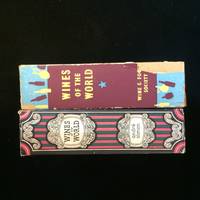 WINES
OF THE
WORLD
WINE & FOOD
SOCIETY
WINES
OF THE
WORLD